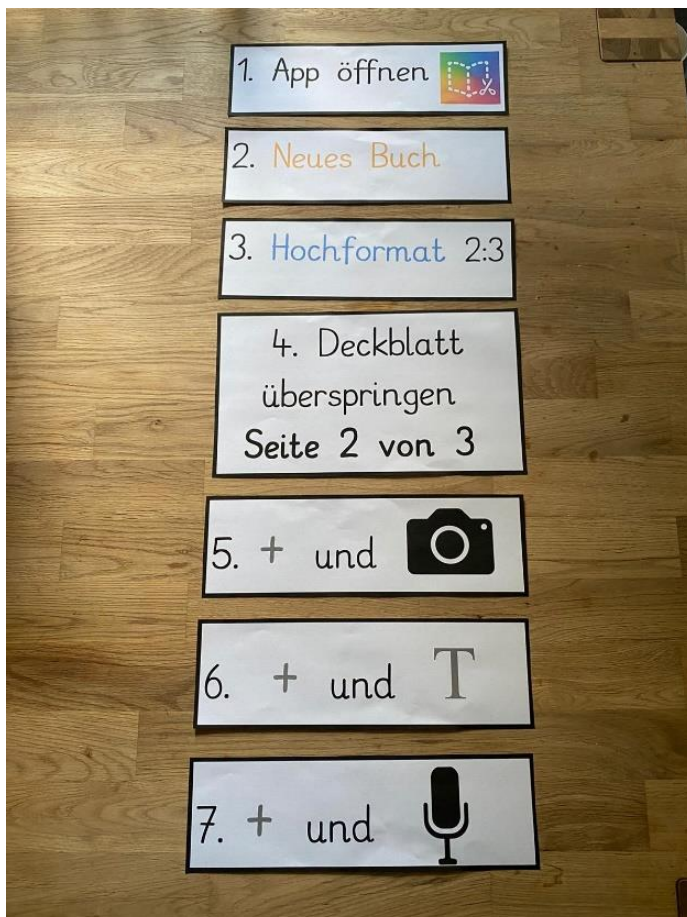 1. App öffnen
2. Neues Buch
3. Hochformat 2:3
4. Deckblatt
überspringen
Seite 2 von 3
5. + und
6. + und T
7. + und